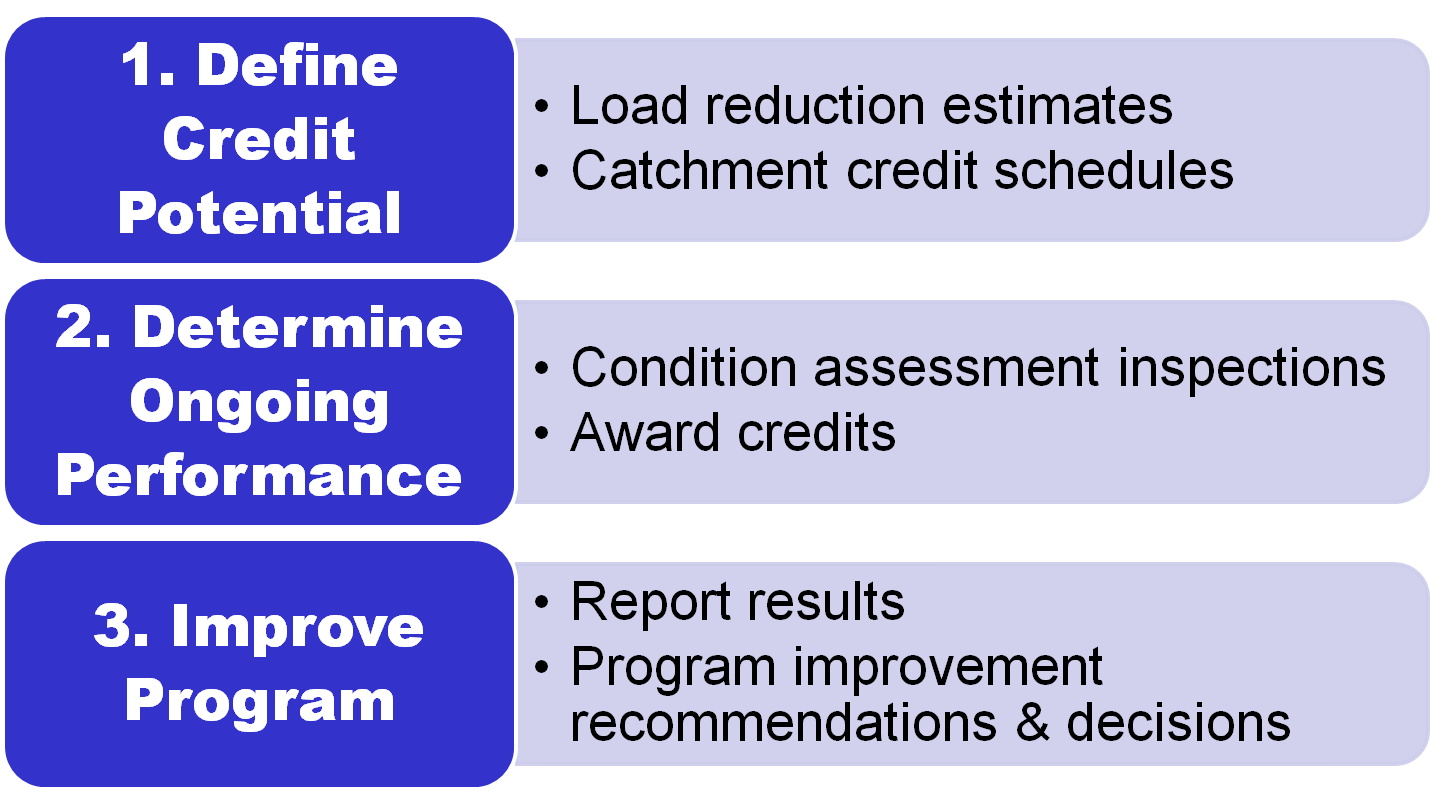 1. Define
Credit
Potential
• Load reduction estimates
• Catchment credit schedules
2. Determine
Ongoing
Performance
• Condition assessment inspections
• Award credits
3. Improve
Program
• Report results
• Program improvement
recommendations & decisions